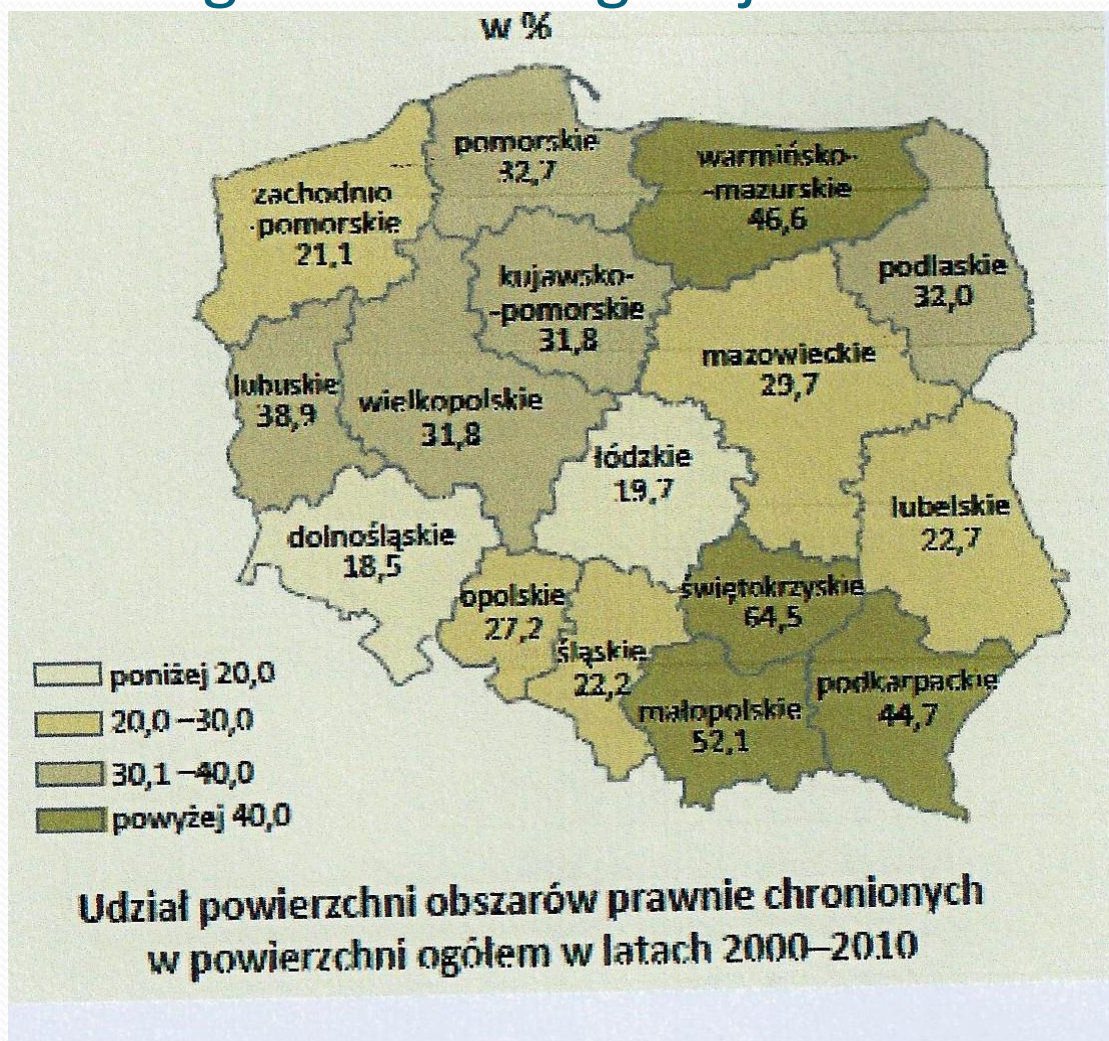 w %
pomorskie
32,7
warmińsko-
-mazurskie
46,6
zachodnio
-pomorskie
21,1
kujawsko-
-pomorskie
31,8
podlaskie
32,0
mazowieckie
29,7
lubuskie
38,9
wielkopolskie
31,8
łódzkie
19,7
lubelskie
22,7
dolnośląskie
18,5
opolskie
27,2
śląskie
22,2
świętokrzyskie
64,5
małopolskie
52,1
podkarpackie
44,7
poniżej 20,0
20,0 –30,0
30,1 –40,0
powyżej 40,0
Udział powierzchni obszarów prawnie chronionych
w powierzchni ogółem w latach 2000–2010